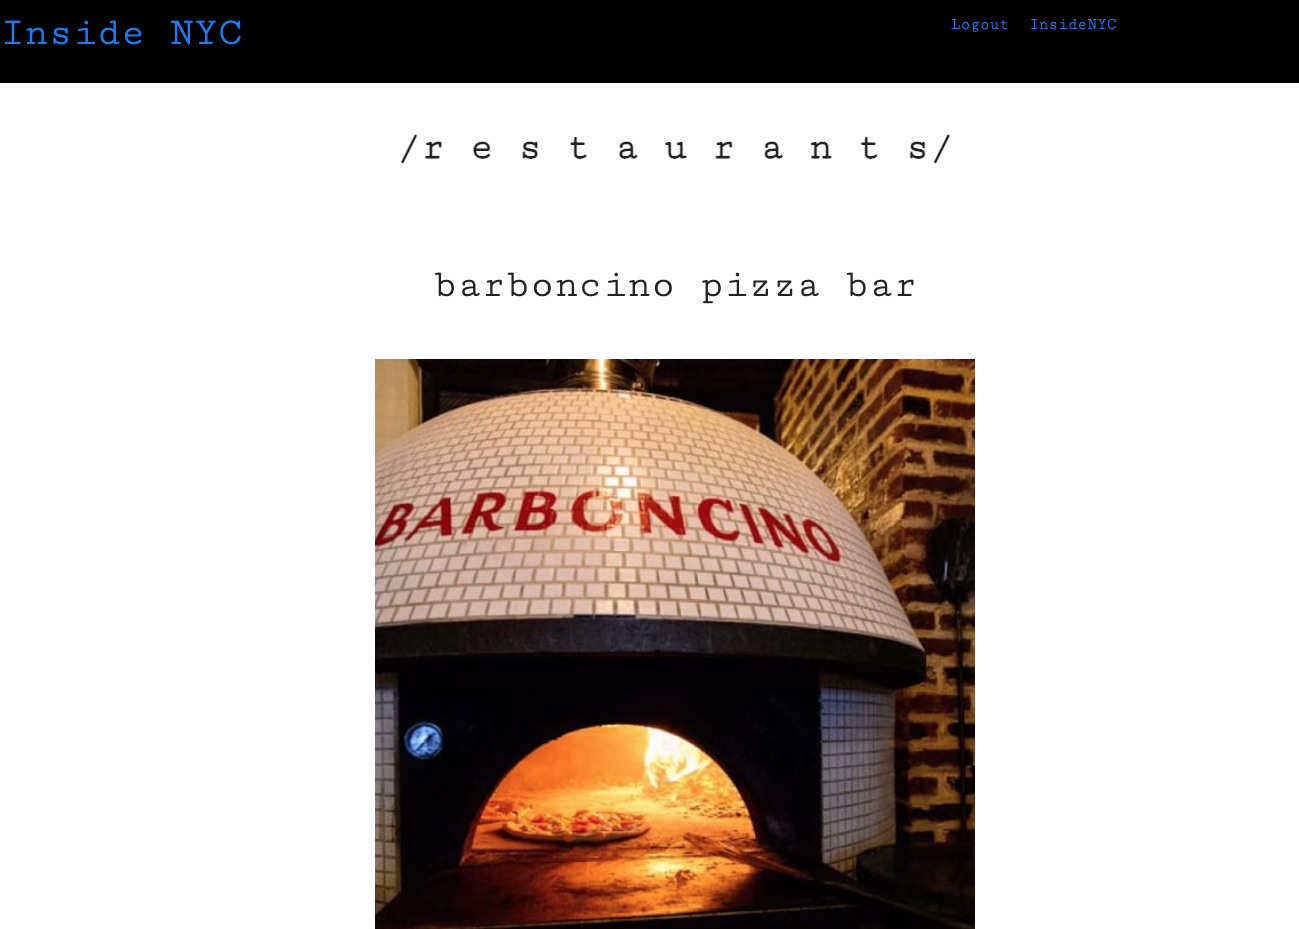 Inside NYC
Logout InsideNYC
/r e s t a u r a n t s/
barboncino pizza bar
BARBONCINO